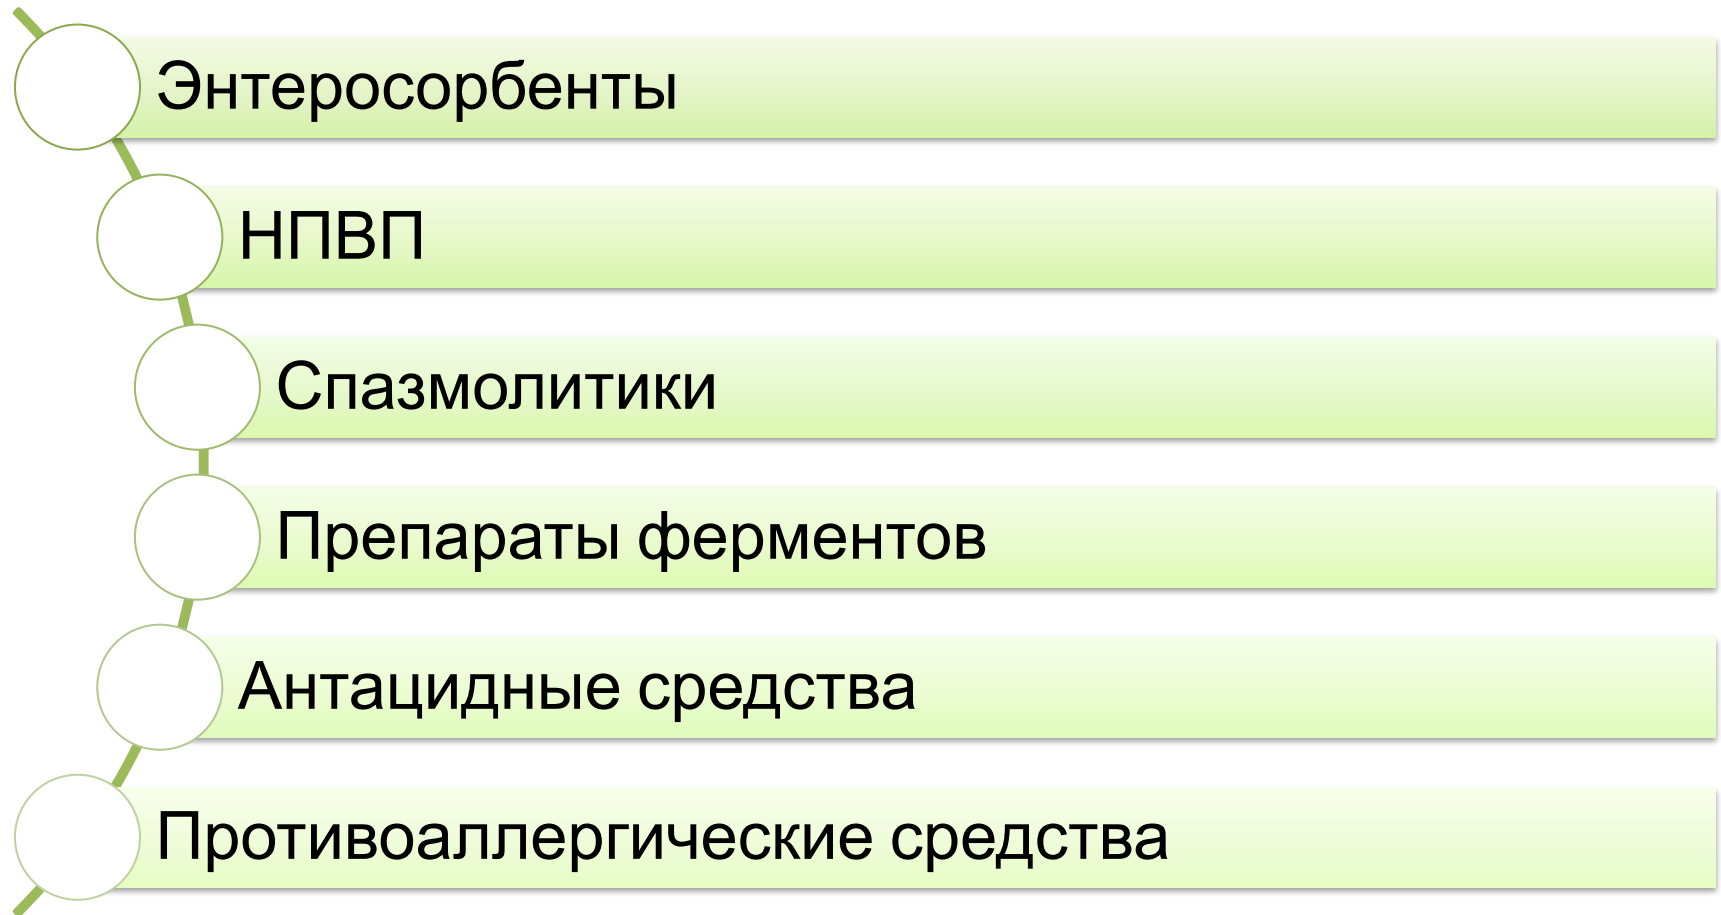 Энтеросорбенты
НПВП
Спазмолитики
Препараты ферментов
Антацидные средства
Противоаллергические средства